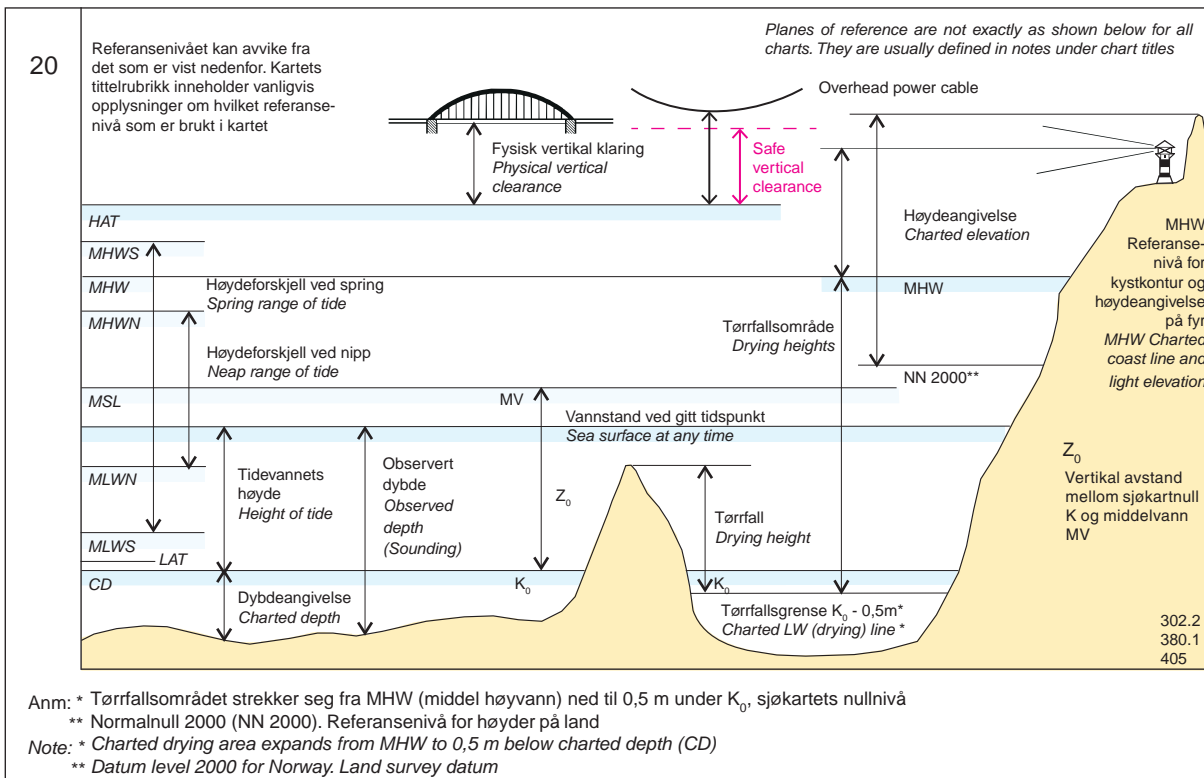 20
Referansenivået kan avvike fra
det som er vist nedenfor. Kartets
tittelrubrikk inneholder vanligvis
opplysninger om hvilket referanse-
nivå som er brukt i kartet
Planes of reference are not exactly as shown below for all
charts. They are usually defined in notes under chart titles
Overhead power cable
Fysisk vertikal klaring
Physical vertical
clearance
Safe
vertical
clearance
HAT
MHWS
MHW
MHWN
MSL
MLWN
MLWS
LAT
CD
Høydeforskjell ved spring
Spring range of tide
Høydeforskjell ved nipp
Neap range of tide
Høydeangivelse
Charted elevation
MHW
Tørrfallsområde
Drying heights
NN 2000**
MHW
Referanse-
nivå for
kystkontur og
høydeangivelse
på fyr
MHW Charted
coast line and
light elevation
MV
Vannstand ved gitt tidspunkt
Sea surface at any time
Tidevannets
høyde
Height of tide
Observert
dybde
Observed
depth
(Sounding)
Z0
Tørrfall
Drying height
Z0
Vertikal avstand
mellom sjøkartnull
K og middelvann
MV
K0
K0
Dybdeangivelse
Charted depth
Tørrfallsgrense K0 - 0,5m*
Charted LW (drying) line *
302.2
380.1
405
Anm: * Tørrfallsområdet strekker seg fra MHW (middel høyvann) ned til 0,5 m under K0, sjøkartets nullnivå
** Normalnull 2000 (NN 2000). Referansenivå for høyder på land
Note: * Charted drying area expands from MHW to 0,5 m below charted depth (CD)
** Datum level 2000 for Norway. Land survey datum